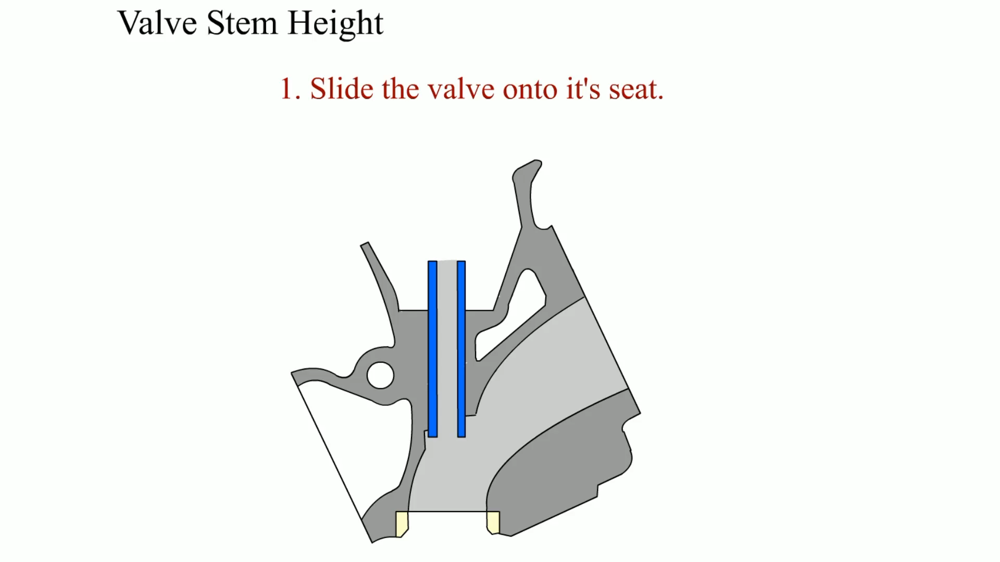 Valve Stem Height
1. Slide the valve onto it's seat.